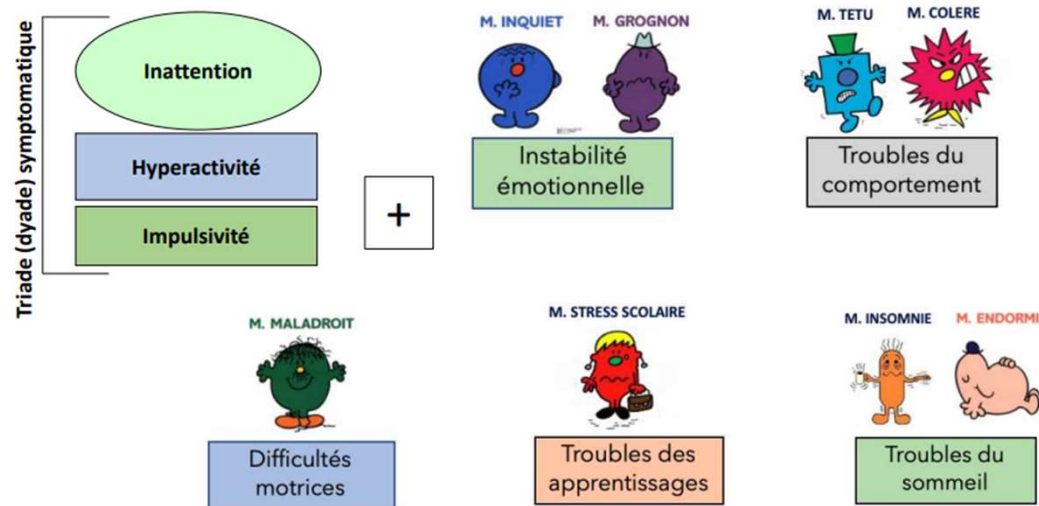 Triade (dyade) symptomatique
Inattention
Hyperactivité
Impulsivité
+
M. INQUIET
M. GROGNON
Instabilité
émotionnelle
M. TETU
M. COLERE
Troubles du
comportement
M. MALADROIT
Difficultés
motrices
M. STRESS SCOLAIRE
Troubles des
apprentissages
M. INSOMNIE
M. ENDORMI
Troubles du
sommeil